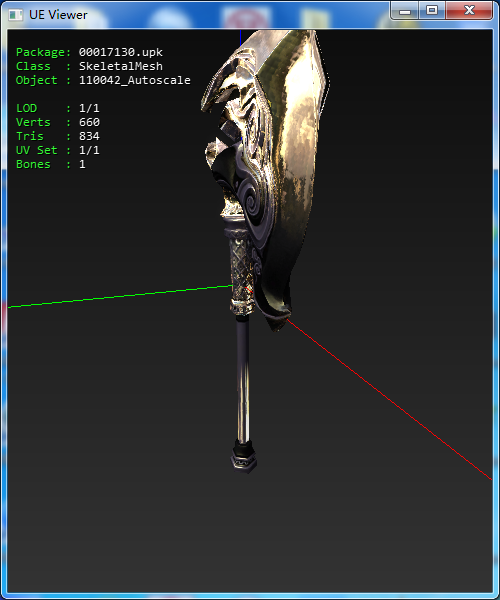 UE Viewer
Package: 00017130.upk
Class  : SkeletalMesh
Object : 110042_Autoscale
LOD    : 1/1
Verts  : 660
Tris   : 834
UV Set : 1/1
Bones  : 1